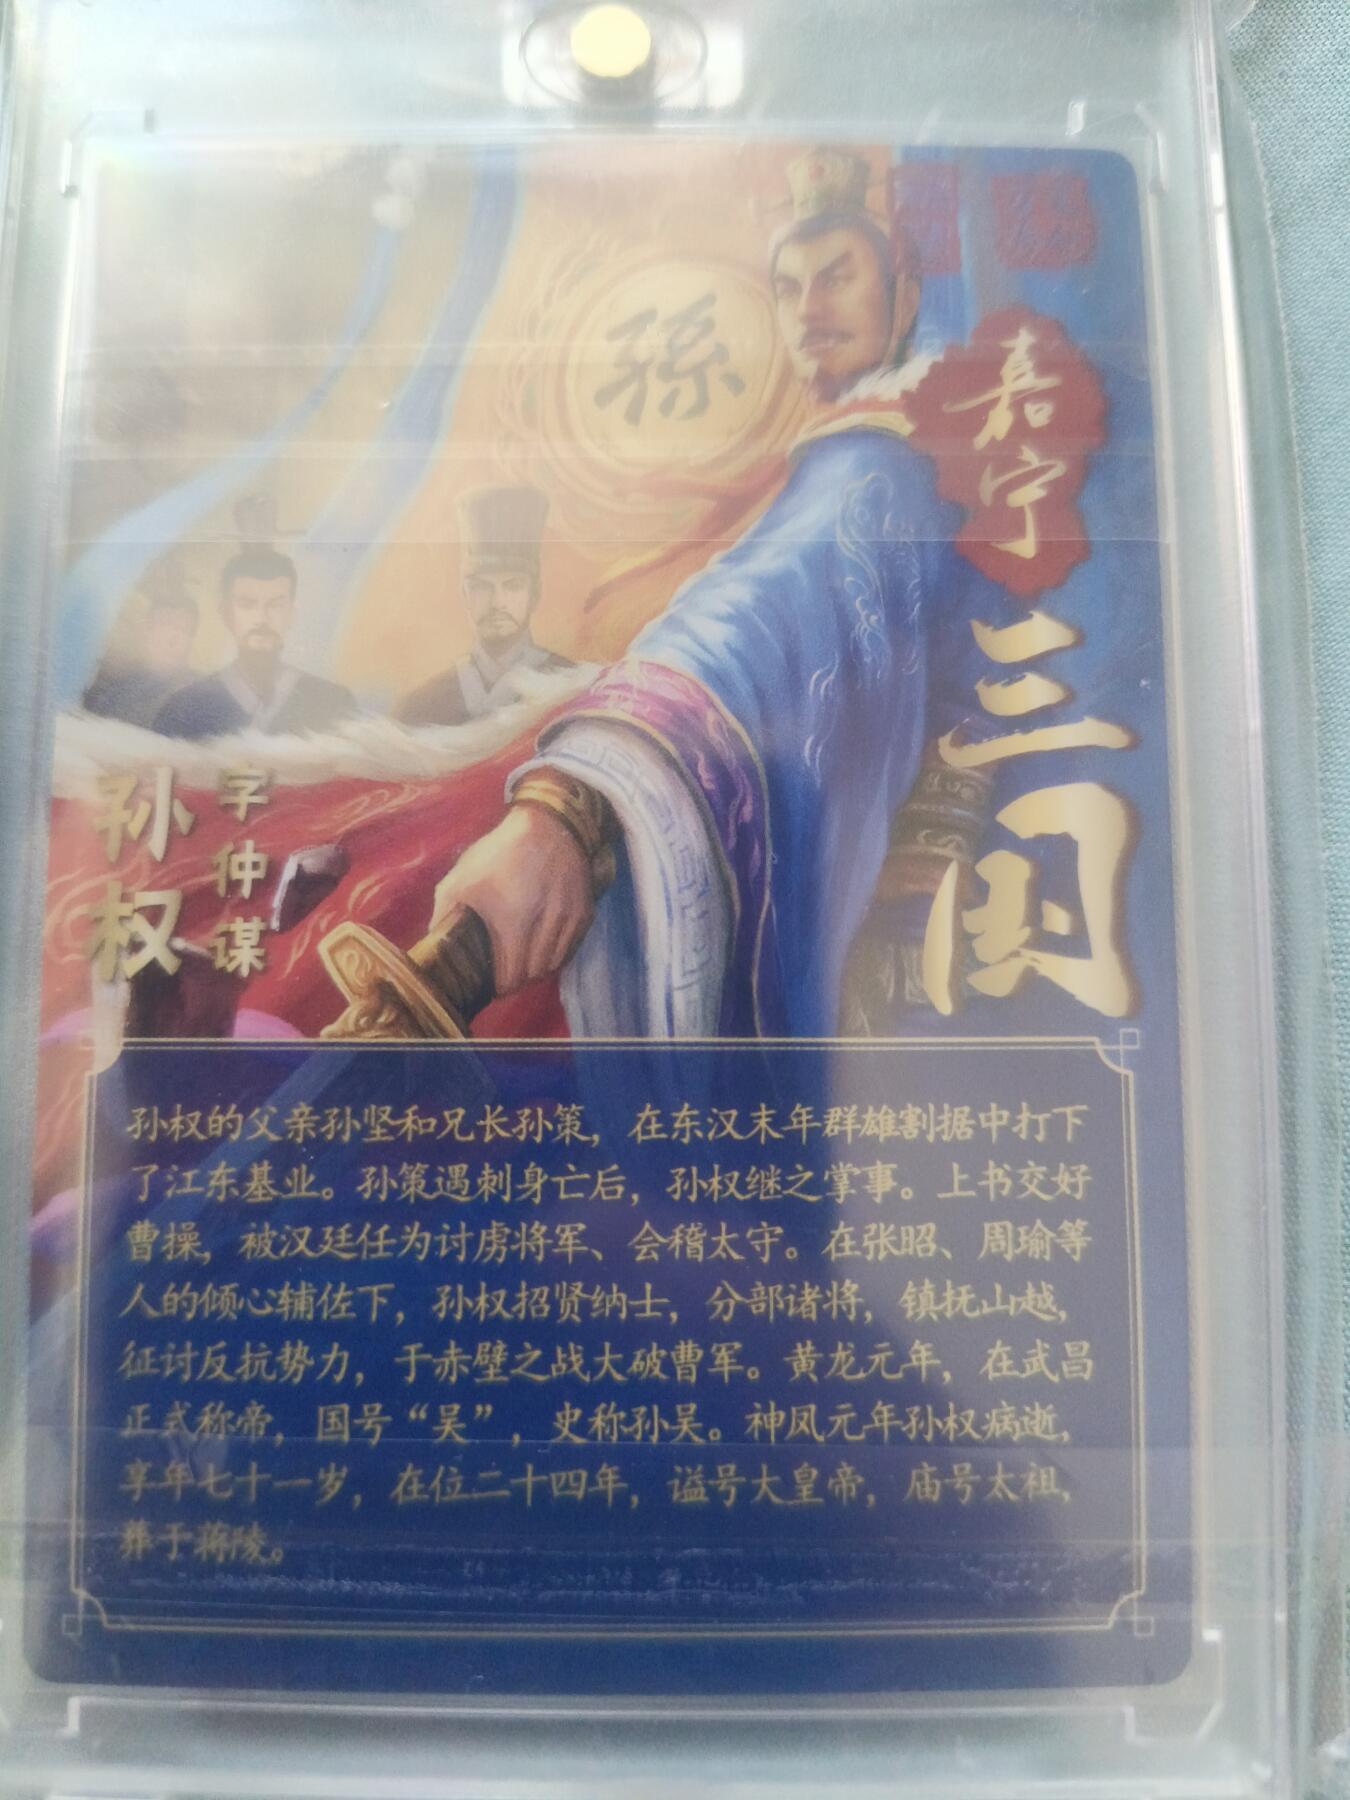 孫
嘉宁
三国
孙权
字仲谋
孙权的父亲孙坚和兄长孙策，在东汉末年群雄割据中打下
了江东基业。孙策遇刺身亡后，孙权继之掌事。上书交好
曹操，被汉廷任为讨虏将军、会稽太守。在张昭、周瑜等
人的倾心辅佐下，孙权招贤纳士，分部诸将，镇抚山越，
征讨反抗势力，于赤壁之战大破曹军。黄龙元年，在武昌
正式称帝，国号“吴”，史称孙吴。神凤元年孙权病逝，
享年七十一岁，在位二十四年，谥号大皇帝，庙号太祖，
葬于蒋陵。